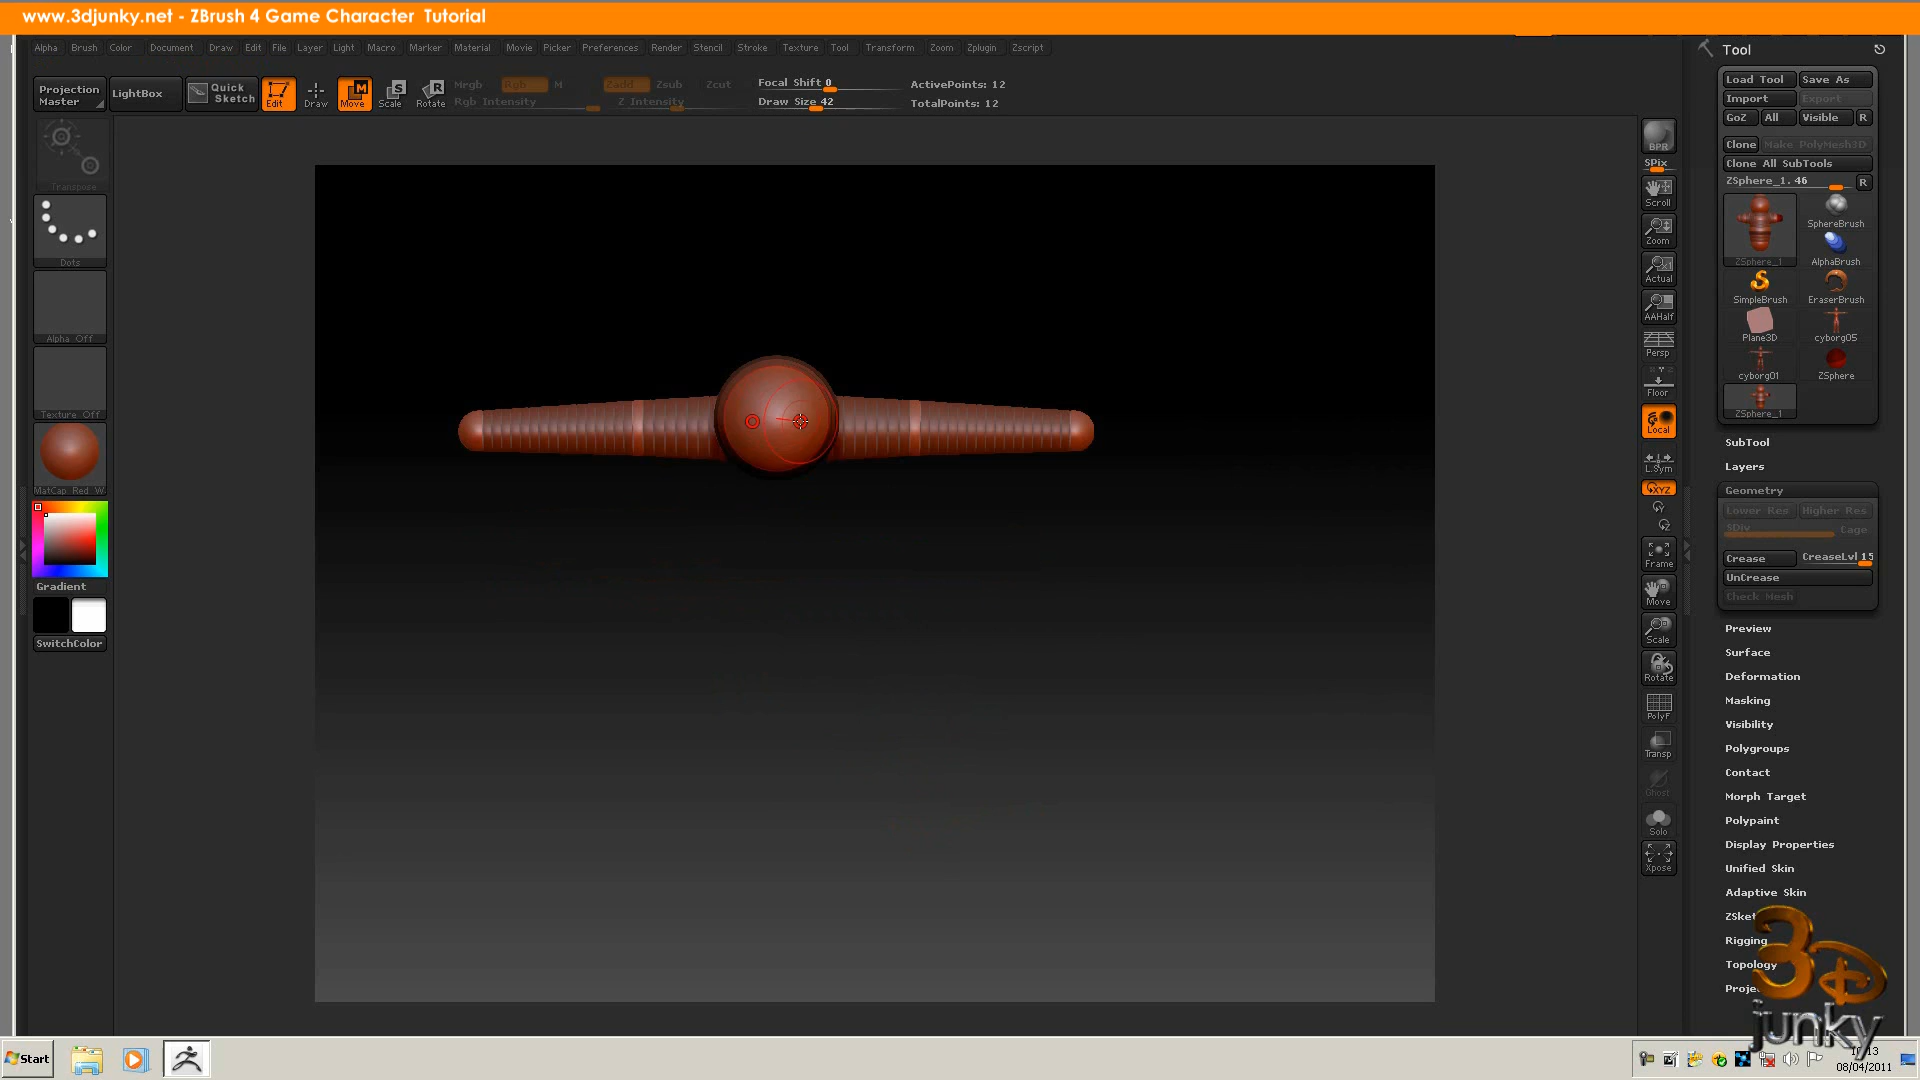 www.3djunky.net - ZBrush 4 Game Character Tutorial
Alpha Brush Color Document Draw Edit File Layer Light Macro Marker Material Movie Picker Preferences Render Stencil Stroke Texture Tool Transform Zoom Zplugin Zscript
Projection Master
LightBox
Quick Sketch
Edit
Draw
Move
Scale
Rotate
Mrgb Rgb M
Rgb Intensity
Zadd Zsub Zcut
Z Intensity
Focal Shift 0
Draw Size 42
ActivePoints: 12
TotalPoints: 12
Transpose
Dots
Alpha Off
Texture Off
MatCap Red W
Gradient
SwitchColor
BPR
SPix
Scroll
Zoom
Actual
AAHalf
Persp
Floor
Local
L.Sym
XYZ
Frame
Move
Scale
Rotate
PolyF
Transp
Ghost
Solo
Xpose
Tool
Load Tool Save As
Import Export
GoZ All Visible R
Clone Make PolyMesh3D
Clone All SubTools
ZSphere_1. 46 R
ZSphere_1
SphereBrush
AlphaBrush
SimpleBrush EraserBrush
Plane3D cyborg05
cyborg01 ZSphere
ZSphere_1
SubTool
Layers
Geometry
Lower Res Higher Res
SDiv Cage
Crease CreaseLvl 15
UnCrease
Check Mesh
Preview
Surface
Deformation
Masking
Visibility
Polygroups
Contact
Morph Target
Polypaint
Display Properties
Unified Skin
Adaptive Skin
Rigging
Topology
3D
junky
Start
08/04/2011